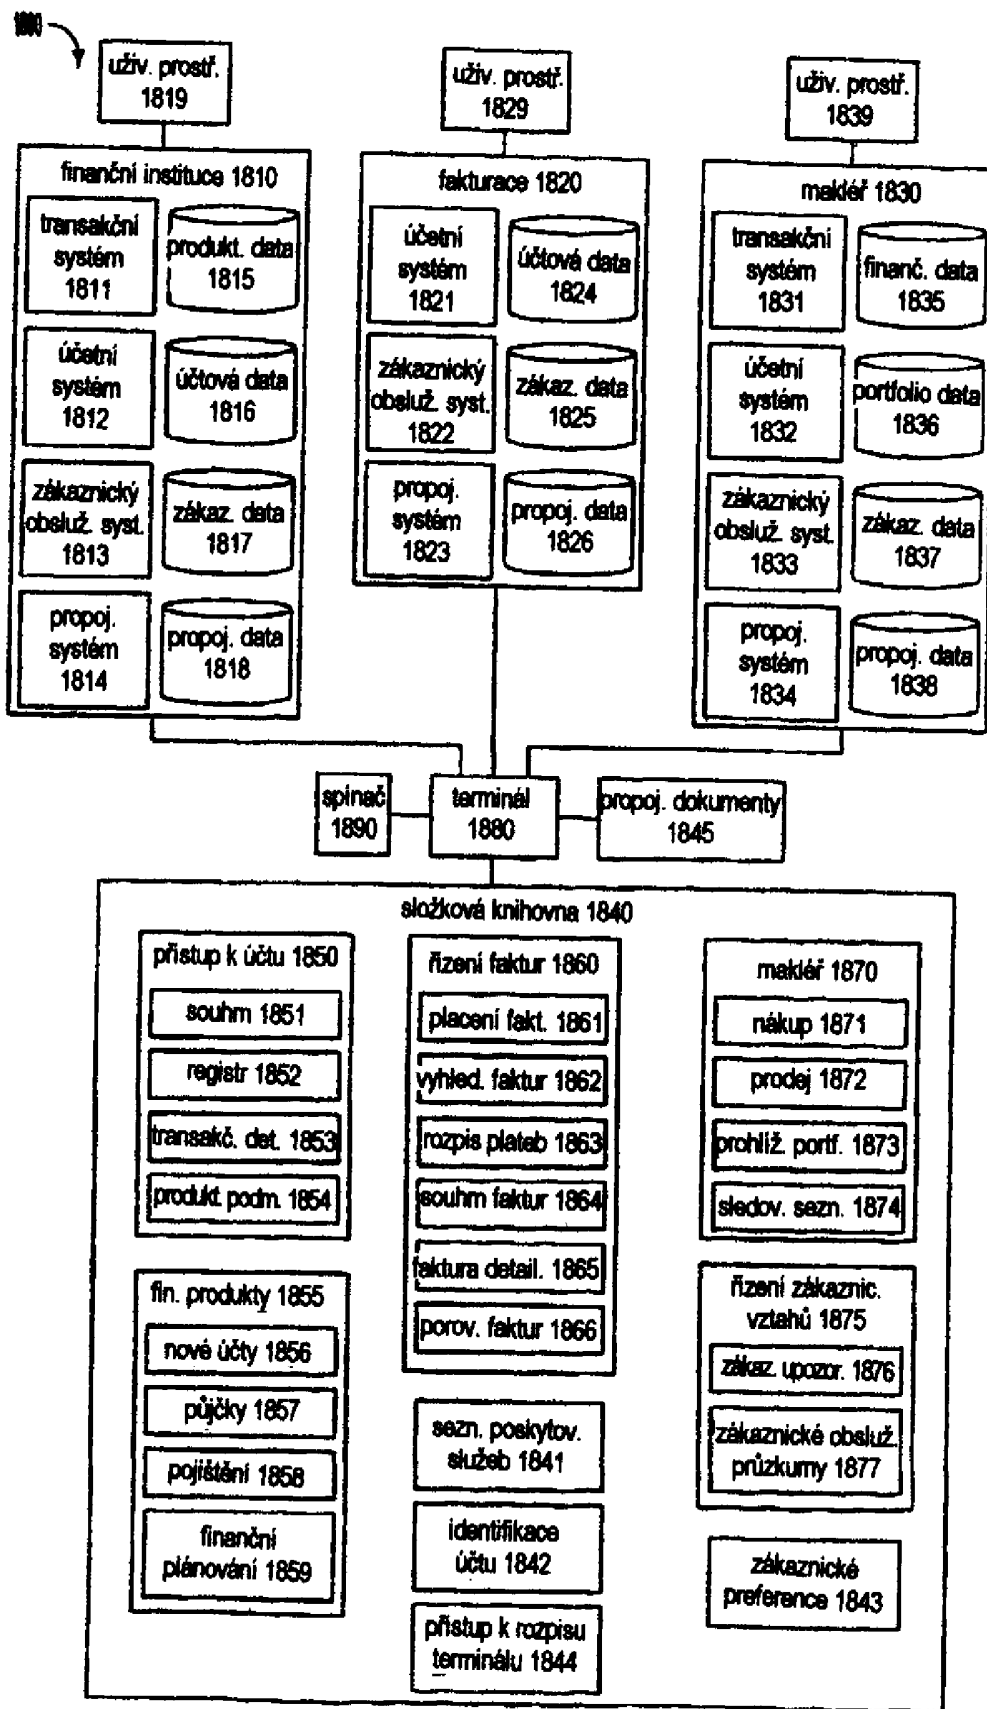 uživ. prostř.
1819
uživ. prostř.
1829
uživ. prostř.
1839
finanční instituce 1810
transakční
systém
1811
produkt. data
1815
účetní
systém
1812
účtová data
1816
zákaznický
obsluž. syst.
1813
zákaz. data
1817
propoj.
systém
1814
propoj. data
1818
fakturace 1820
účetní
systém
1821
účtová data
1824
zákaznický
obsluž. syst.
1822
zákaz. data
1825
propoj.
systém
1823
propoj. data
1826
makléř 1830
transakční
systém
1831
finanč. data
1835
účetní
systém
1832
portfolio data
1836
zákaznický
obsluž. syst.
1833
zákaz. data
1837
propoj.
systém
1834
propoj. data
1838
spínač
1890
terminál
1880
propoj. dokumenty
1845
složková knihovna 1840
přístup k účtu 1850
souhrn 1851
registr 1852
transakč. det. 1853
produkt. podm. 1854
fin. produkty 1855
nové účty 1856
půjčky 1857
pojištění 1858
finanční
plánování 1859
řízení faktur 1860
placení fakt. 1861
vyhled. faktur 1862
rozpis plateb 1863
souhrn faktur 1864
faktura detail. 1865
porov. faktur 1866
sezn. poskytov.
služeb 1841
identifikace
účtu 1842
přístup k rozpisu
terminálu 1844
makléř 1870
nákup 1871
prodej 1872
prohlíž. portf. 1873
sledov. sezn. 1874
řízení zákaznic.
vztahů 1875
zákaz. upozor. 1876
zákaznické obsluž.
průzkumy 1877
zákaznické
preference 1843